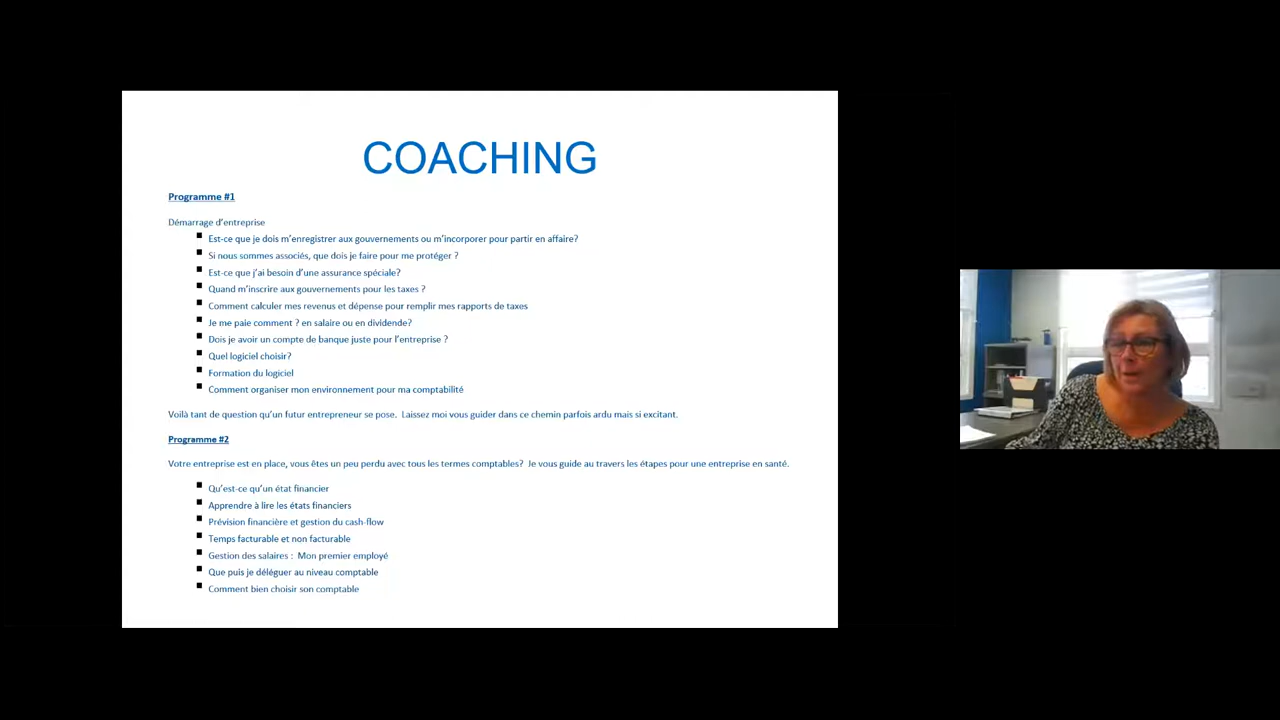 COACHING
Programme #1
Démarrage d'entreprise
Est-ce que je dois m'enregistrer aux gouvernements ou m'incorporer pour partir en affaire?
Si nous sommes associés, que dois je faire pour me protéger ?
Est-ce que j'ai besoin d'une assurance spéciale?
Quand m'inscrire aux gouvernements pour les taxes ?
Comment calculer mes revenus et dépense pour remplir mes rapports de taxes
Je me paie comment ? en salaire ou en dividende?
Dois je avoir un compte de banque juste pour l'entreprise ?
Quel logiciel choisir?
Formation du logiciel
Comment organiser mon environnement pour ma comptabilité
Voilà tant de question qu'un futur entrepreneur se pose. Laissez moi vous guider dans ce chemin parfois ardu mais si excitant.
Programme #2
Votre entreprise est en place, vous êtes un peu perdu avec tous les termes comptables? Je vous guide au travers les étapes pour une entreprise en santé.
Qu'est-ce qu'un état financier
Apprendre à lire les états financiers
Prévision financière et gestion du cash-flow
Temps facturable et non facturable
Gestion des salaires : Mon premier employé
Que puis je déléguer au niveau comptable
Comment bien choisir son comptable